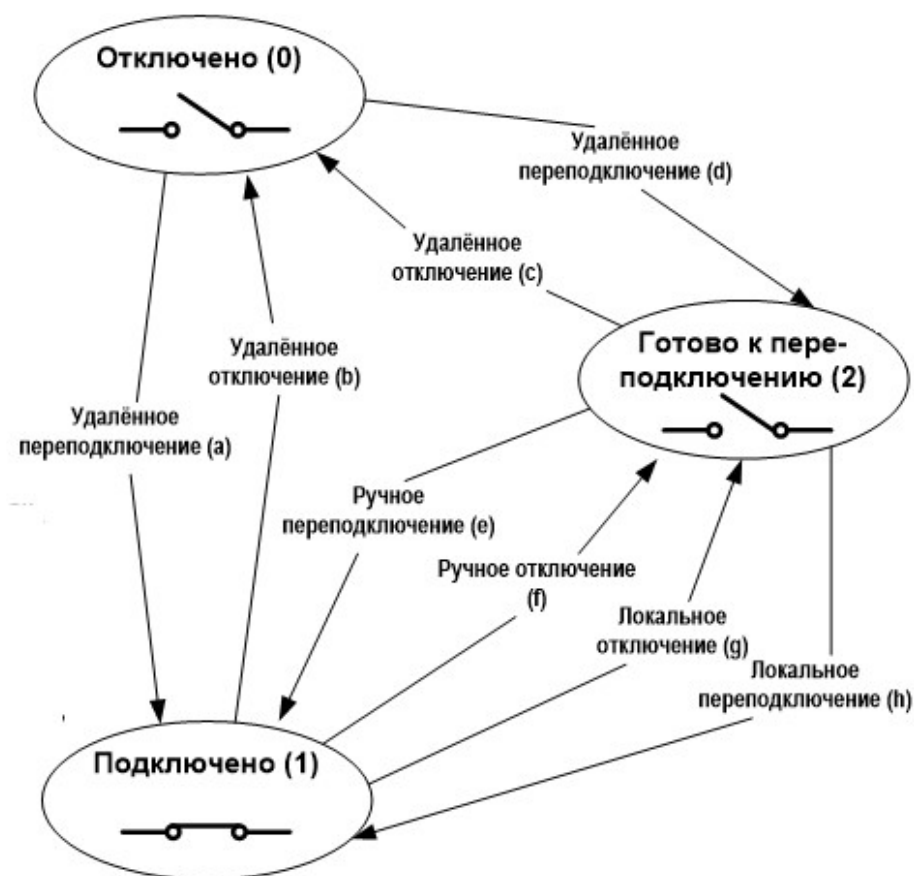 Отключено (0)
Удалённое
переподключение (d)
Удалённое
отключение (c)
Удалённое
отключение (b)
Готово к пере-
подключению (2)
Удалённое
переподключение (a)
Ручное
переподключение (e)
Ручное отключение
(f)
Локальное
отключение (g)
Локальное
переподключение (h)
Подключено (1)